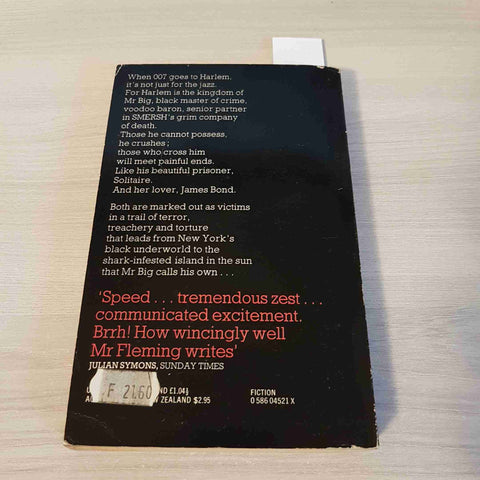 When 007 goes to Harlem,
it's not just for the jazz.
For Harlem is the kingdom of
Mr Big, black master of crime,
voodoo baron, senior partner
in SMERSH's grim company
of death.
Those he cannot possess,
he crushes;
those who cross him
will meet painful ends.
Like his beautiful prisoner,
Solitaire.
And her lover, James Bond.
Both are marked out as victims
in a trail of terror,
treachery and torture
that leads from New York's
black underworld to the
shark-infested island in the sun
that Mr Big calls his own . . .
'Speed . . . tremendous zest . . .
communicated excitement.
Brrh! How wincingly well
Mr Fleming writes'
JULIAN SYMONS, SUNDAY TIMES
F 21.60
£1.04½
ZEALAND $2.95
FICTION
0 586 04521 X